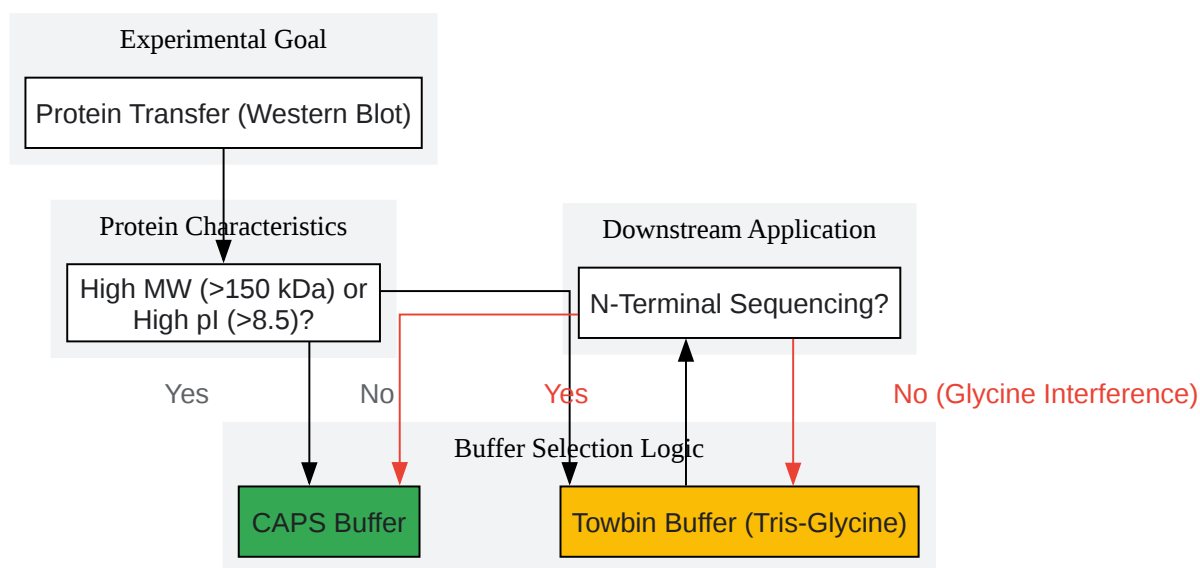 Experimental Goal
Protein Transfer (Western Blot)
Protein Characteristics
High MW (>150 kDa) or
High pI (>8.5)?
Downstream Application
N-Terminal Sequencing?
Yes
No
Yes
No (Glycine Interference)
Buffer Selection Logic
CAPS Buffer
Towbin Buffer (Tris-Glycine)